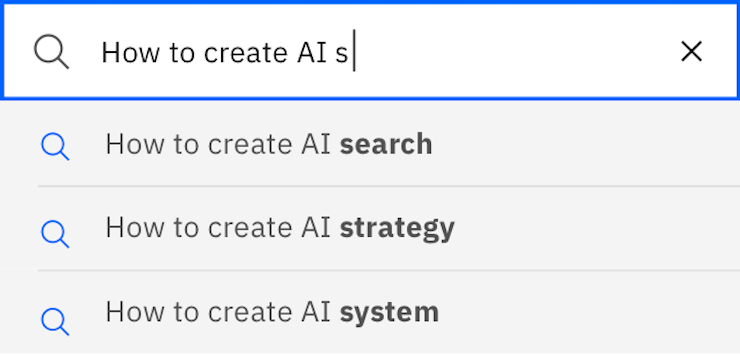 How to create AI s
How to create AI search
How to create AI strategy
How to create AI system